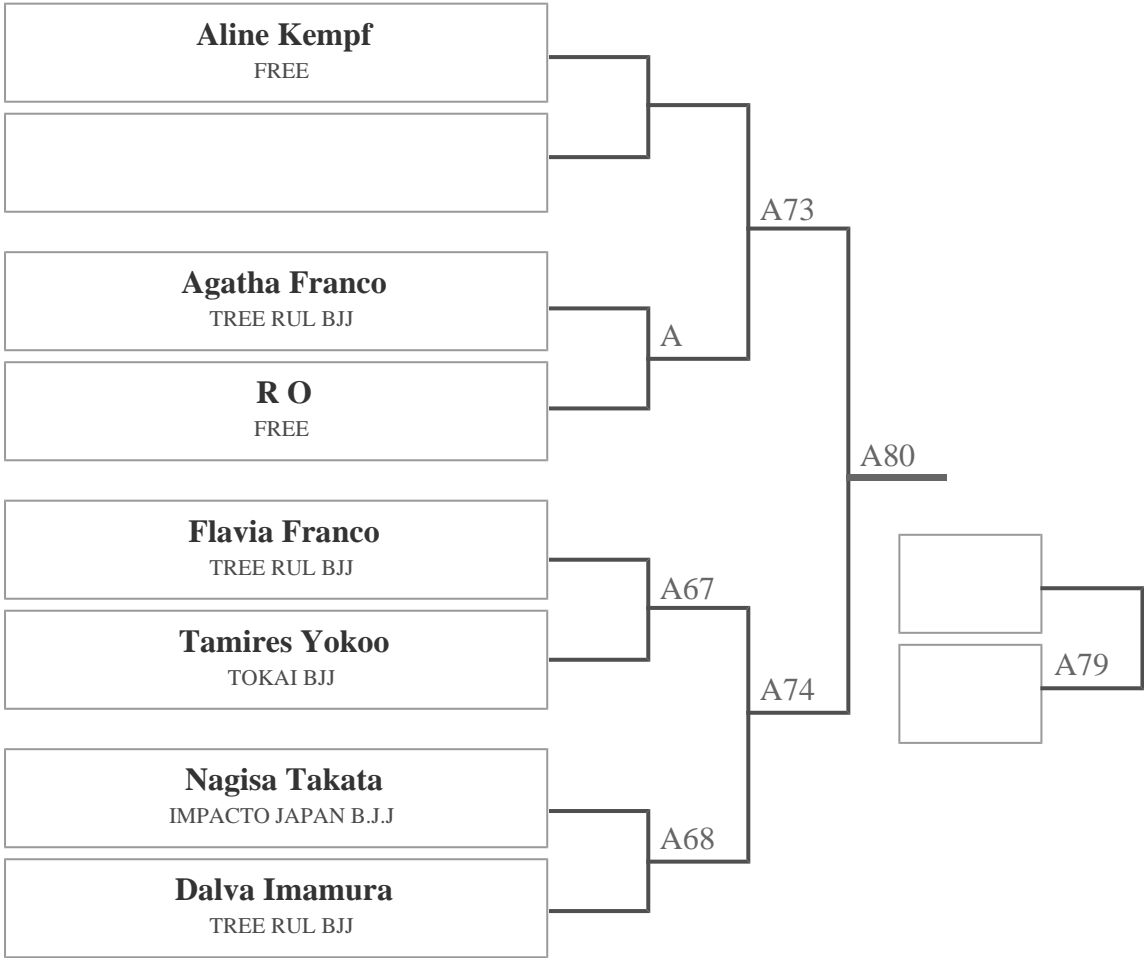 Aline Kempf
FREE
A73
Agatha Franco
TREE RUL BJJ
A
R O
FREE
A80
Flavia Franco
TREE RUL BJJ
A67
Tamires Yokoo
TOKAI BJJ
A74
A79
Nagisa Takata
IMPACTO JAPAN B.J.J
A68
Dalva Imamura
TREE RUL BJJ